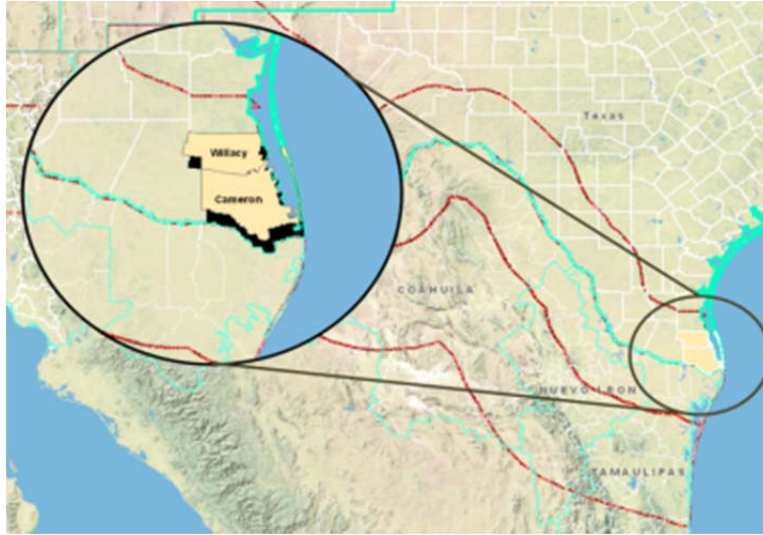 Texas
Willacy
Cameron
COAHUILA
NUEVO LEON
TAMAULIPAS